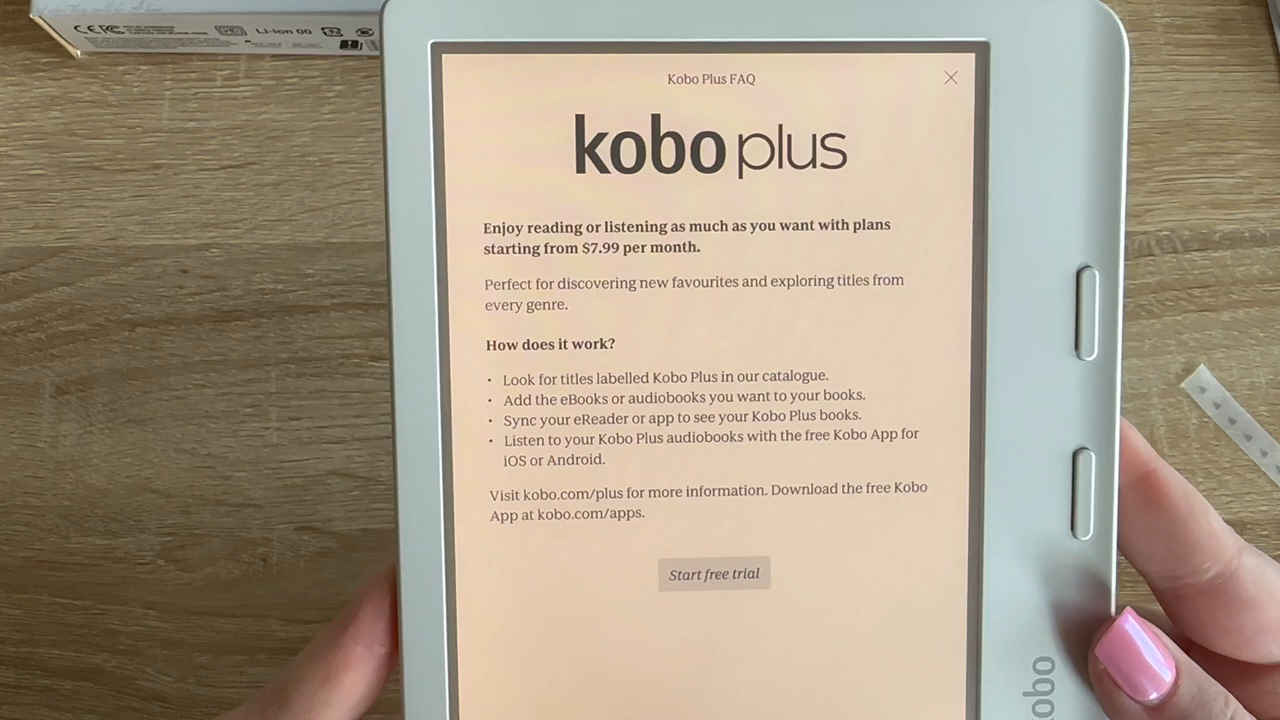 Li-ion 00
Kobo Plus FAQ
kobo plus
Enjoy reading or listening as much as you want with plans
starting from $7.99 per month.
Perfect for discovering new favourites and exploring titles from
every genre.
How does it work?
• Look for titles labelled Kobo Plus in our catalogue.
• Add the eBooks or audiobooks you want to your books.
• Sync your eReader or app to see your Kobo Plus books.
• Listen to your Kobo Plus audiobooks with the free Kobo App for
iOS or Android.
Visit kobo.com/plus for more information. Download the free Kobo
App at kobo.com/apps.
Start free trial
kobo